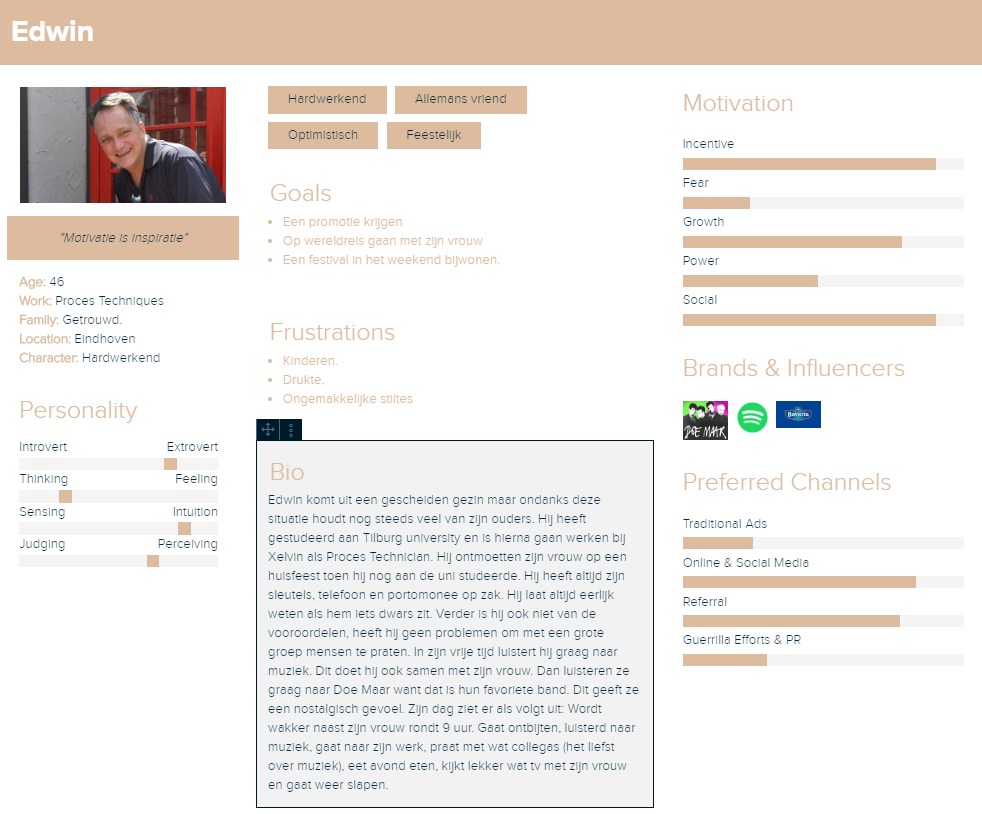 Edwin
"Motivatie is inspiratie"
Age: 46
Work: Proces Techniques
Family: Getrouwd.
Location: Eindhoven
Character: Hardwerkend
Personality
Introvert Extrovert
Thinking Feeling
Sensing Intuition
Judging Perceiving
Hardwerkend Allemans vriend
Optimistisch Feestelijk
Goals
Een promotie krijgen
Op wereldreis gaan met zijn vrouw
Een festival in het weekend bijwonen.
Frustrations
Kinderen.
Drukte.
Ongemakkelijke stiltes
Bio
Edwin komt uit een gescheiden gezin maar ondanks deze
situatie houdt nog steeds veel van zijn ouders. Hij heeft
gestudeerd aan Tilburg university en is hierna gaan werken bij
Xelvin als Proces Technician. Hij ontmoetten zijn vrouw op een
huisfeest toen hij nog aan de uni studeerde. Hij heeft altijd zijn
sleutels, telefoon en portomonee op zak. Hij laat altijd eerlijk
weten als hem iets dwars zit. Verder is hij ook niet van de
vooroordelen, heeft hij geen problemen om met een grote
groep mensen te praten. In zijn vrije tijd luistert hij graag naar
muziek. Dit doet hij ook samen met zijn vrouw. Dan luisteren ze
graag naar Doe Maar want dat is hun favoriete band. Dit geeft ze
een nostalgisch gevoel. Zijn dag ziet er als volgt uit: Wordt
wakker naast zijn vrouw rondt 9 uur. Gaat ontbijten, luisterd naar
muziek, gaat naar zijn werk, praat met wat collegas (het liefst
over muziek), eet avond eten, kijkt lekker wat tv met zijn vrouw
en gaat weer slapen.
Motivation
Incentive
Fear
Growth
Power
Social
Brands & Influencers
DOE MAAR
Bavaria
Preferred Channels
Traditional Ads
Online & Social Media
Referral
Guerrilla Efforts & PR